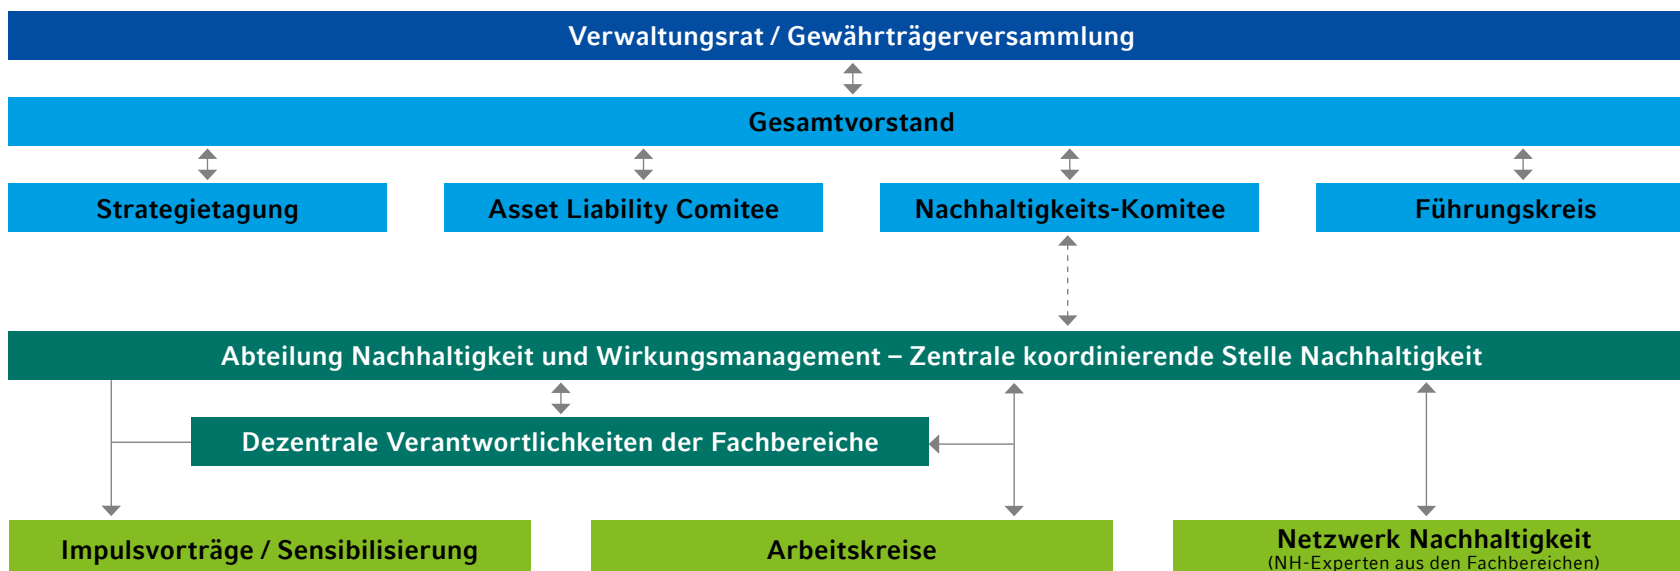 Verwaltungsrat / Gewährträgerversammlung
Gesamtvorstand
Strategietagung
Asset Liability Comitee
Nachhaltigkeits-Komitee
Führungskreis
Abteilung Nachhaltigkeit und Wirkungsmanagement – Zentrale koordinierende Stelle Nachhaltigkeit
Dezentrale Verantwortlichkeiten der Fachbereiche
Impulsvorträge / Sensibilisierung
Arbeitskreise
Netzwerk Nachhaltigkeit
(NH-Experten aus den Fachbereichen)